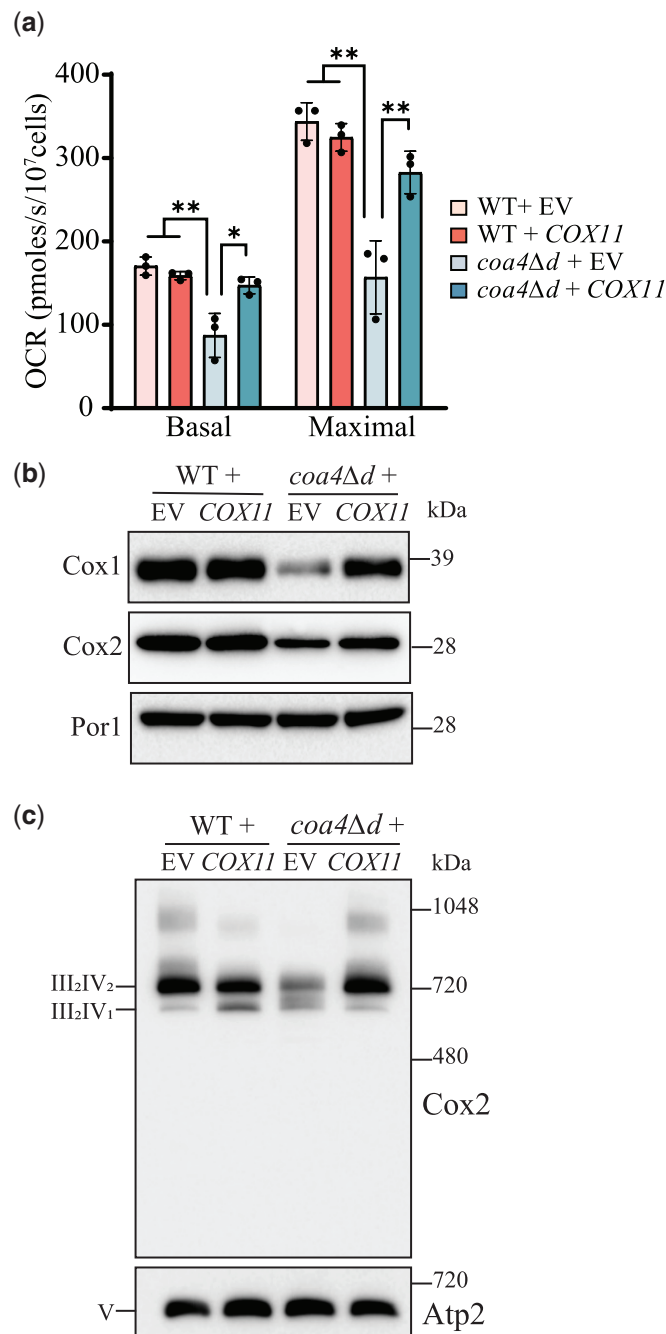 (a)
OCR (pmoles/s/10⁷cells)
400
300
200
100
0
** * ** **
Basal Maximal
WT+ EV
WT + COX11
coa4Δd + EV
coa4Δd + COX11
(b)
WT + coa4Δd +
EV COX11 EV COX11 kDa
Cox1 39
Cox2 28
Por1 28
(c)
WT + coa4Δd +
EV COX11 EV COX11 kDa
1048
III₂IV₂ 720
III₂IV₁
480
Cox2
720
V Atp2